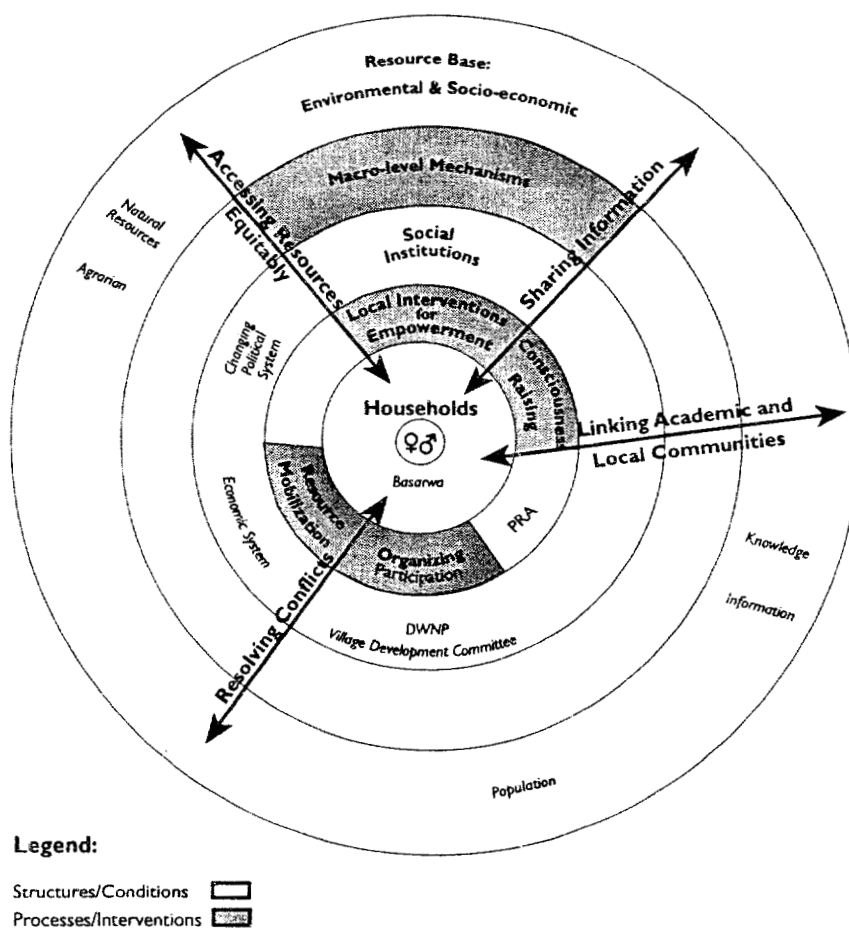 Resource Base:
Environmental & Socio-economic
Macro-level Mechanisms
Accessing Resources
Equitably
Sharing Information
Natural
Resources
Agrarian
Social
Institutions
Local Interventions
for
Empowerment
Consciousness
Raising
Changing
Political
System
Households
♀♂
Basarwa
Linking Academic and
Local Communities
Resource
Mobilization
Organizing
Participation
PRA
Economic System
Resolving Conflicts
DWNP
Village Development Committee
Knowledge
information
Population
Legend:
Structures/Conditions
Processes/Interventions